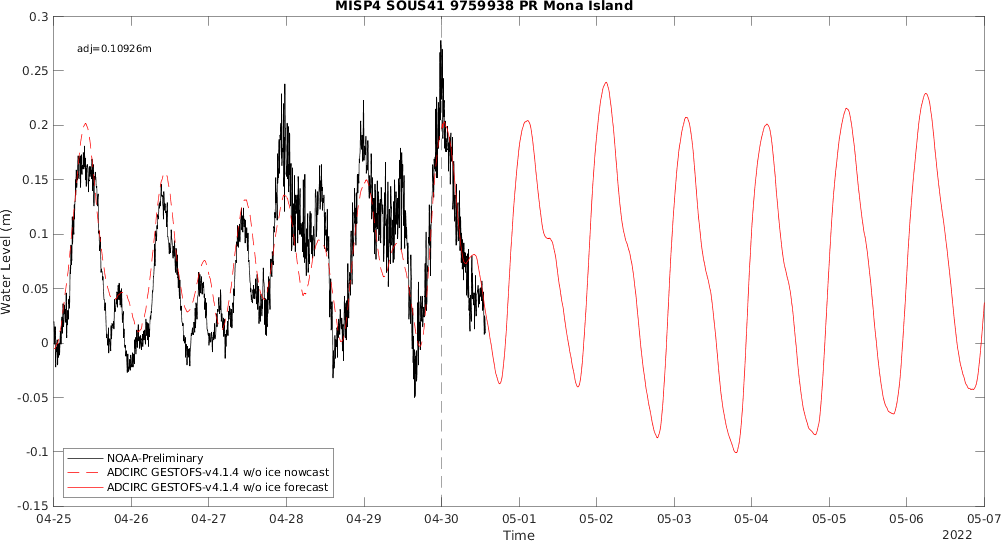 MISP4 SOUS41 9759938 PR Mona Island
0.3
adj=0.10926m
0.25
0.2
0.15
0.1
0.05
0
-0.05
-0.1
-0.15
Water Level (m)
NOAA-Preliminary
ADCIRC GESTOFS-v4.1.4 w/o ice nowcast
ADCIRC GESTOFS-v4.1.4 w/o ice forecast
04-25 04-26 04-27 04-28 04-29 04-30 05-01 05-02 05-03 05-04 05-05 05-06 05-07
Time
2022